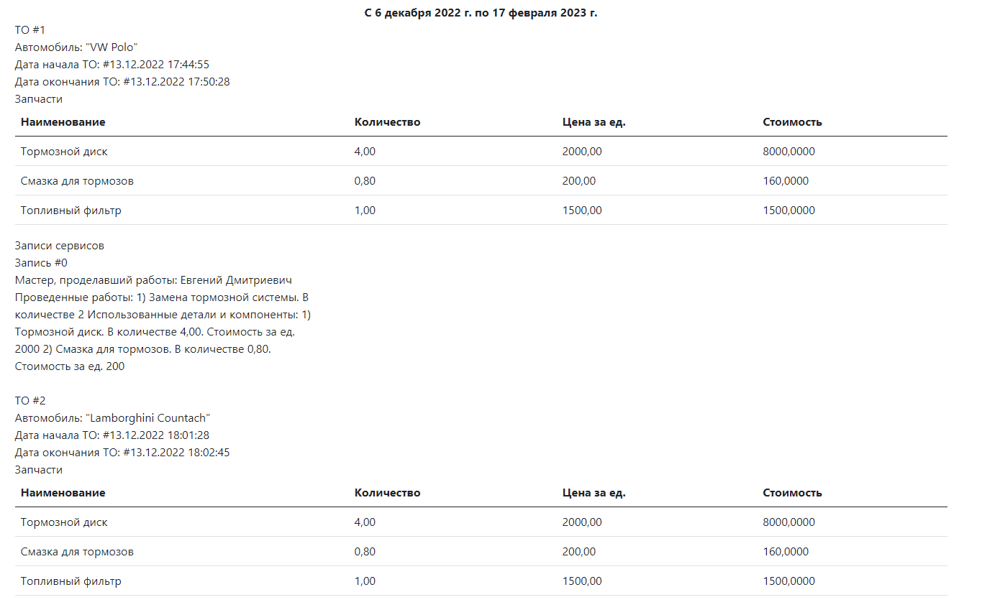 С 6 декабря 2022 г. по 17 февраля 2023 г.
ТО #1
Автомобиль: "VW Polo"
Дата начала ТО: #13.12.2022 17:44:55
Дата окончания ТО: #13.12.2022 17:50:28
Запчасти
Наименование Количество Цена за ед. Стоимость
Тормозной диск 4,00 2000,00 8000,0000
Смазка для тормозов 0,80 200,00 160,0000
Топливный фильтр 1,00 1500,00 1500,0000
Записи сервисов
Запись #0
Мастер, проделавший работы: Евгений Дмитриевич
Проведенные работы: 1) Замена тормозной системы. В
количестве 2 Использованные детали и компоненты: 1)
Тормозной диск. В количестве 4,00. Стоимость за ед.
2000 2) Смазка для тормозов. В количестве 0,80.
Стоимость за ед. 200
ТО #2
Автомобиль: "Lamborghini Countach"
Дата начала ТО: #13.12.2022 18:01:28
Дата окончания ТО: #13.12.2022 18:02:45
Запчасти
Наименование Количество Цена за ед. Стоимость
Тормозной диск 4,00 2000,00 8000,0000
Смазка для тормозов 0,80 200,00 160,0000
Топливный фильтр 1,00 1500,00 1500,0000